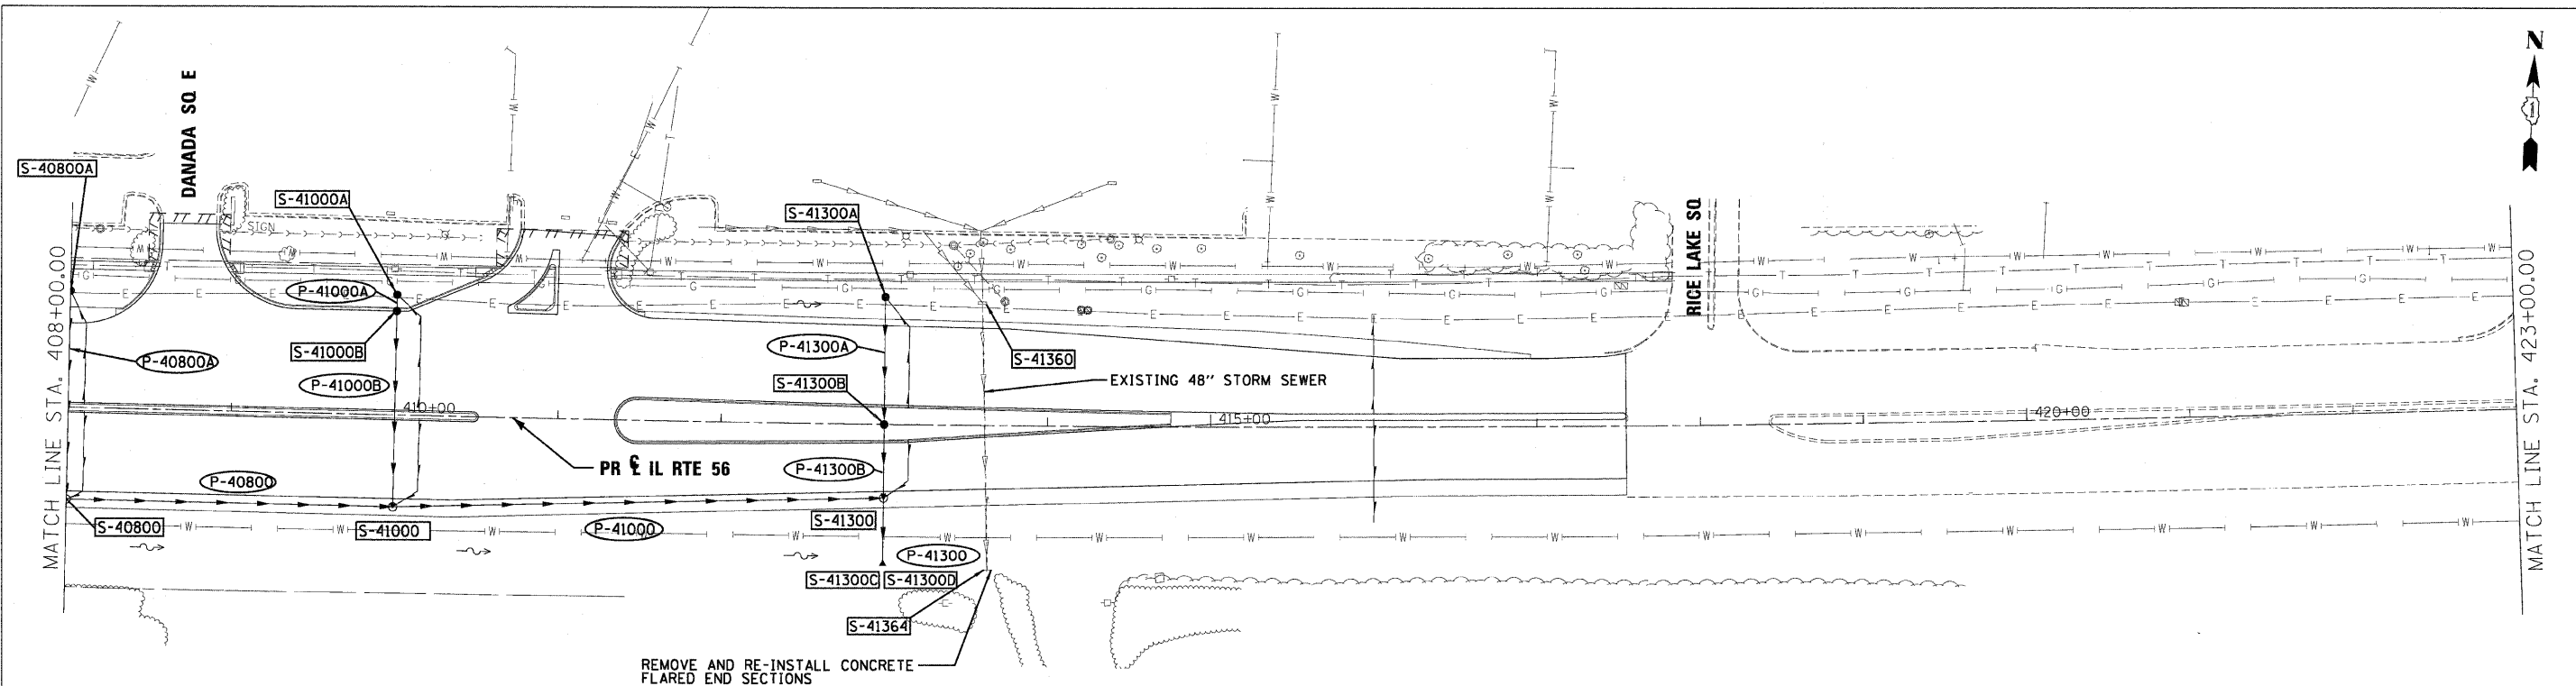 N
DANADA SQ E
S-40800A
S-41000A
S-41300A
SIGN
RICE LAKE SQ
MATCH LINE STA. 408+00.00
MATCH LINE STA. 423+00.00
P-41000A
S-41000B
P-40800A
P-41000B
P-41300A
S-41300B
S-41360
EXISTING 48" STORM SEWER
410+00
415+00
420+00
PR ℄ IL RTE 56
P-41300B
P-40800
S-40800
S-41000
P-41000
S-41300
P-41300
S-41300C S-41300D
S-41364
REMOVE AND RE-INSTALL CONCRETE
FLARED END SECTIONS